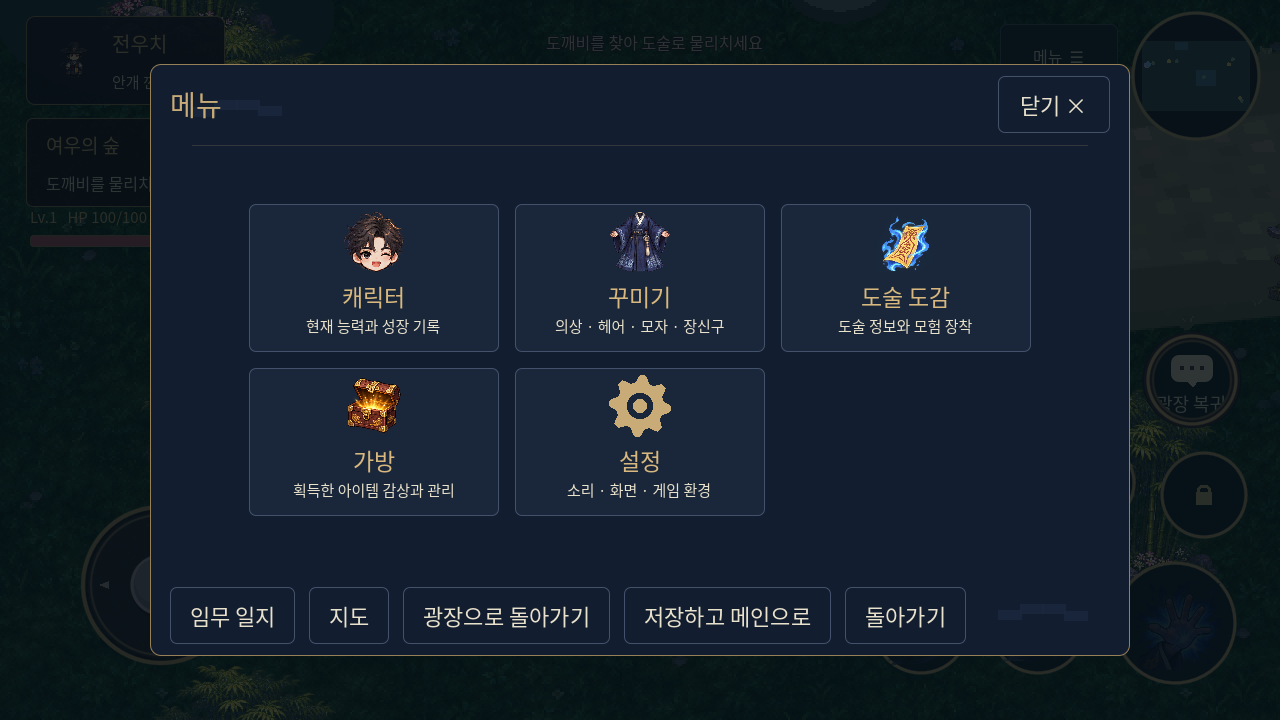 전우치
도깨비를 찾아 도술로 물리치세요
메뉴 ☰
안개
메뉴
닫기 ×
여우의 숲
도깨비를 물리치
Lv.1 HP 100/100
캐릭터
현재 능력과 성장 기록
꾸미기
의상 · 헤어 · 모자 · 장신구
도술 도감
도술 정보와 모험 장착
광장 복귀
가방
획득한 아이템 감상과 관리
설정
소리 · 화면 · 게임 환경
임무 일지
지도
광장으로 돌아가기
저장하고 메인으로
돌아가기